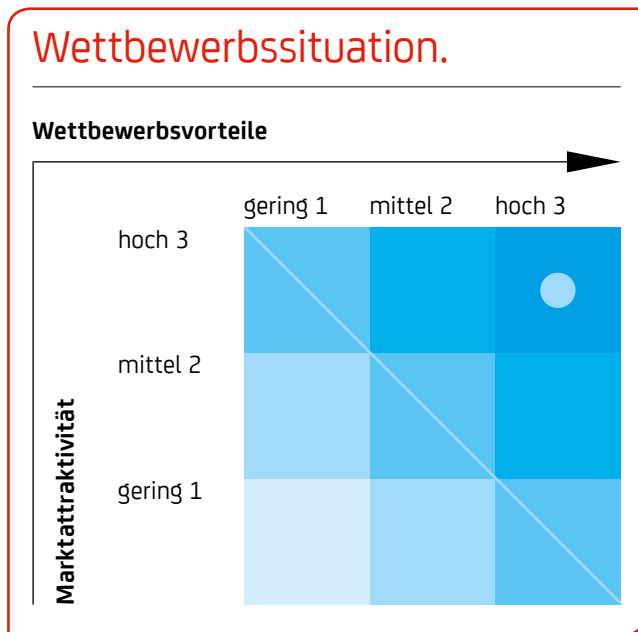 Wettbewerbssituation.
Wettbewerbsvorteile
gering 1 mittel 2 hoch 3
hoch 3
mittel 2
gering 1
Marktattraktivität